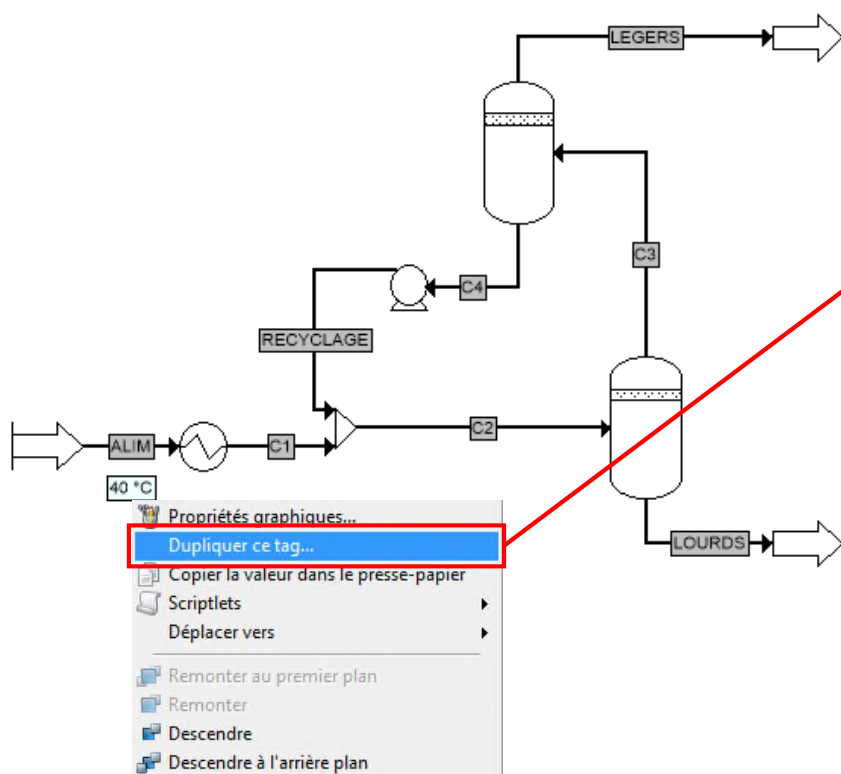 LEGERS
C3
C4
RECYCLAGE
ALIM
C1
C2
40 °C
LOURDS
Propriétés graphiques...
Dupliquer ce tag...
Copier la valeur dans le presse-papier
Scriptlets
Déplacer vers
Remonter au premier plan
Remonter
Descendre
Descendre à l'arrière plan